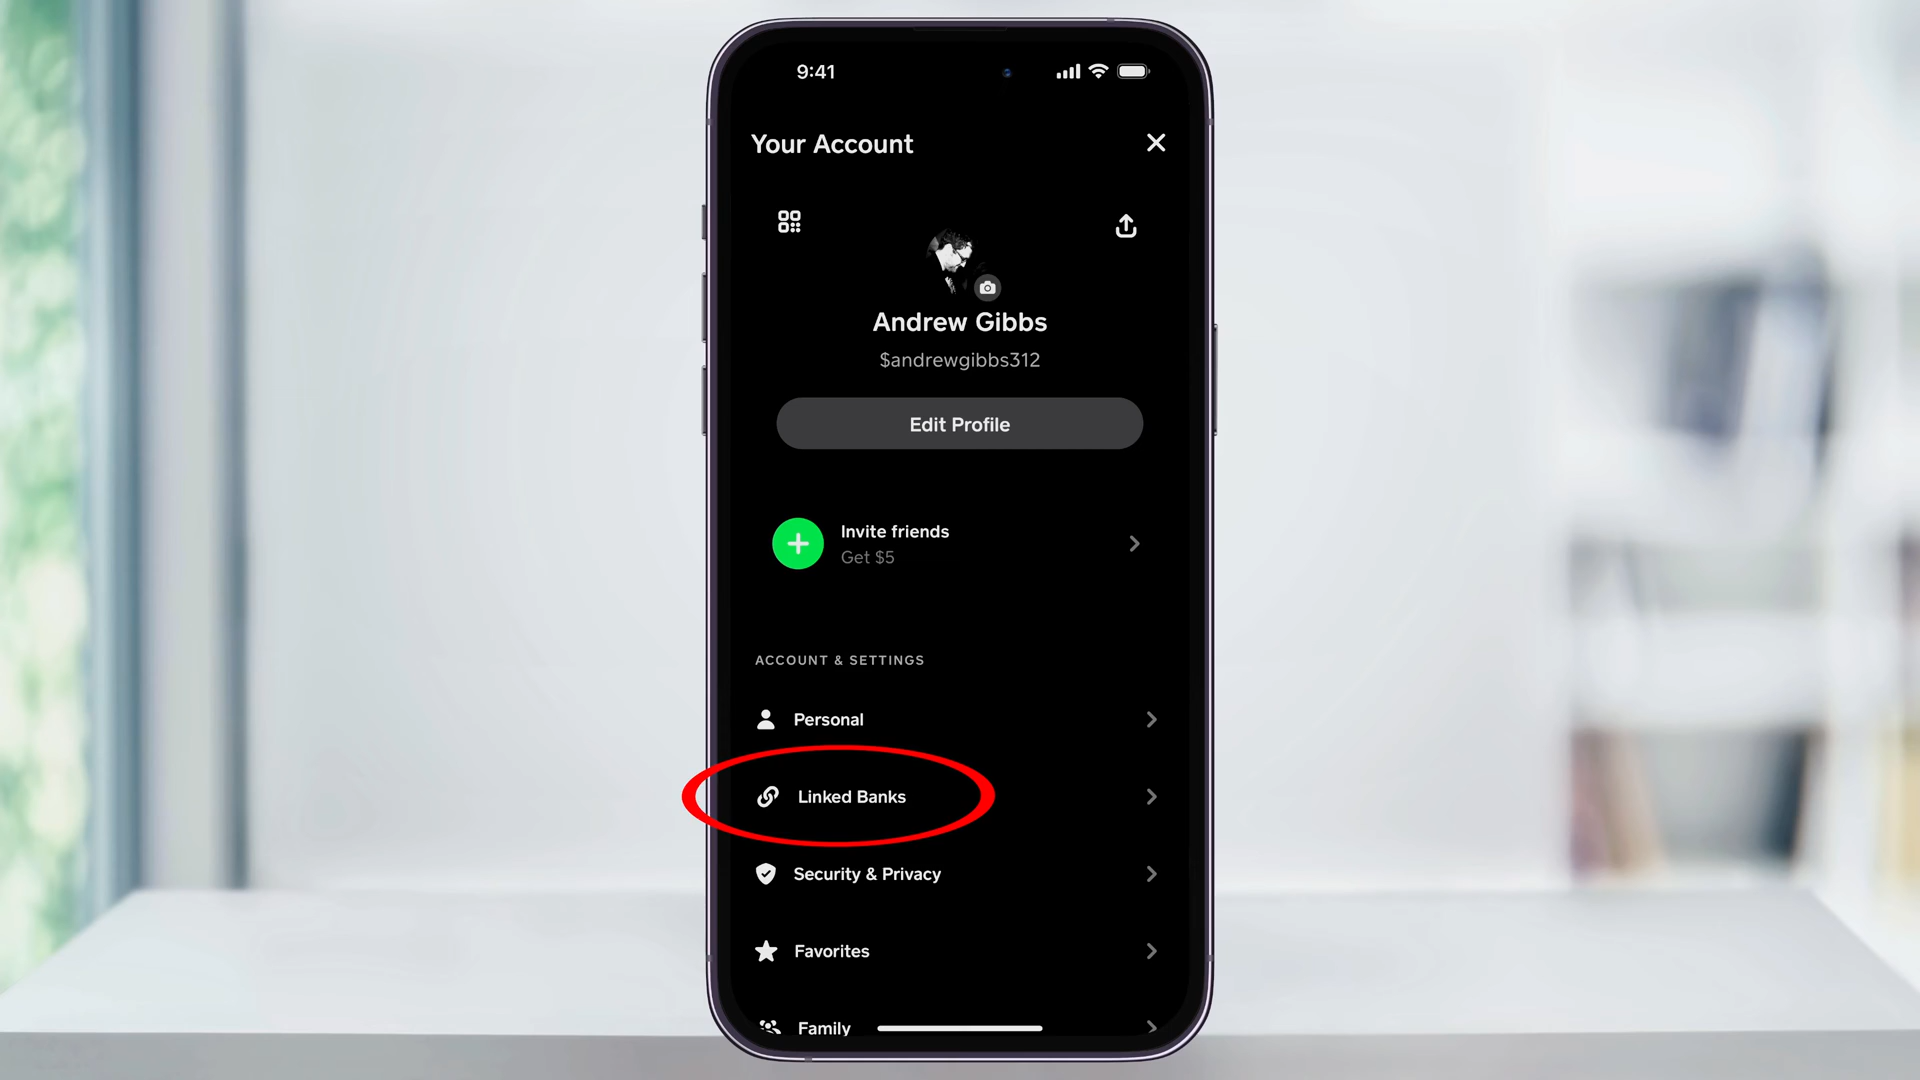 9:41
Your Account
Andrew Gibbs
$andrewgibbs312
Edit Profile
Invite friends
Get $5
ACCOUNT & SETTINGS
Personal
Linked Banks
Security & Privacy
Favorites
Family